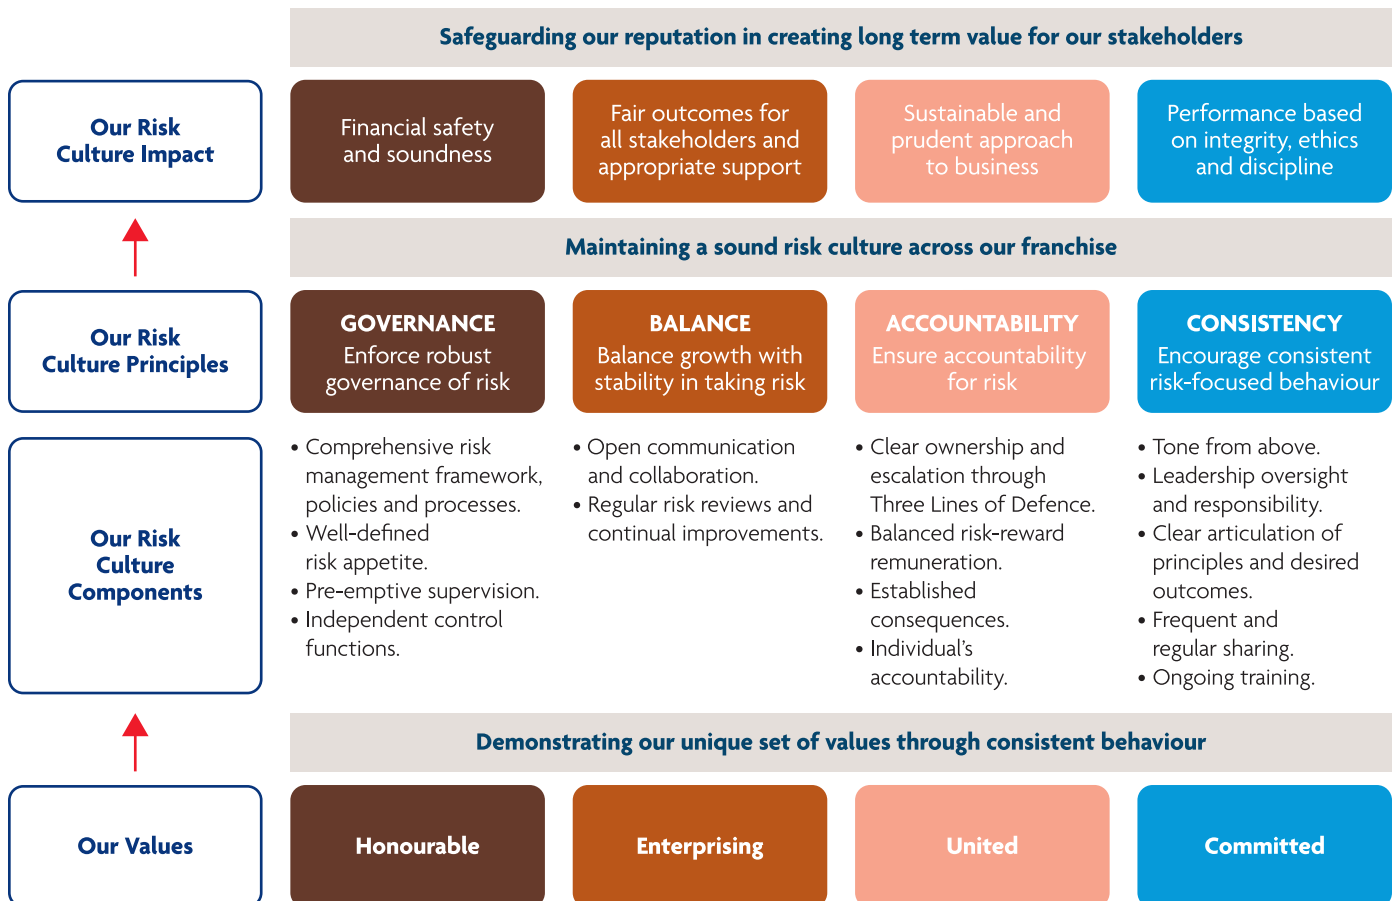 Safeguarding our reputation in creating long term value for our stakeholders
Our Risk
Culture Impact
Financial safety
and soundness
Fair outcomes for
all stakeholders and
appropriate support
Sustainable and
prudent approach
to business
Performance based
on integrity, ethics
and discipline
Maintaining a sound risk culture across our franchise
Our Risk
Culture Principles
GOVERNANCE
Enforce robust
governance of risk
BALANCE
Balance growth with
stability in taking risk
ACCOUNTABILITY
Ensure accountability
for risk
CONSISTENCY
Encourage consistent
risk-focused behaviour
Our Risk
Culture
Components
• Comprehensive risk
management framework,
policies and processes.
• Well-defined
risk appetite.
• Pre-emptive supervision.
• Independent control
functions.
• Open communication
and collaboration.
• Regular risk reviews and
continual improvements.
• Clear ownership and
escalation through
Three Lines of Defence.
• Balanced risk-reward
remuneration.
• Established
consequences.
• Individual's
accountability.
• Tone from above.
• Leadership oversight
and responsibility.
• Clear articulation of
principles and desired
outcomes.
• Frequent and
regular sharing.
• Ongoing training.
Demonstrating our unique set of values through consistent behaviour
Our Values
Honourable
Enterprising
United
Committed